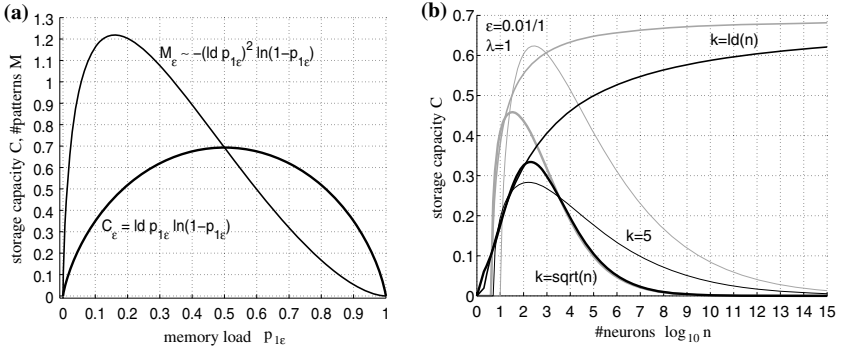 (a)
storage capacity C, #patterns M
1.3
1.2
1.1
1
0.9
0.8
0.7
0.6
0.5
0.4
0.3
0.2
0.1
0
M_ε ~ -(ld p_1ε)^2 ln(1-p_1ε)
C_ε = ld p_1ε ln(1-p_1ε)
0 0.1 0.2 0.3 0.4 0.5 0.6 0.7 0.8 0.9 1
memory load p_1ε
(b)
storage capacity C
0.7
0.6
0.5
0.4
0.3
0.2
0.1
0
ε=0.01/1
λ=1
k=ld(n)
k=5
k=sqrt(n)
0 1 2 3 4 5 6 7 8 9 10 11 12 13 14 15
#neurons log_10 n